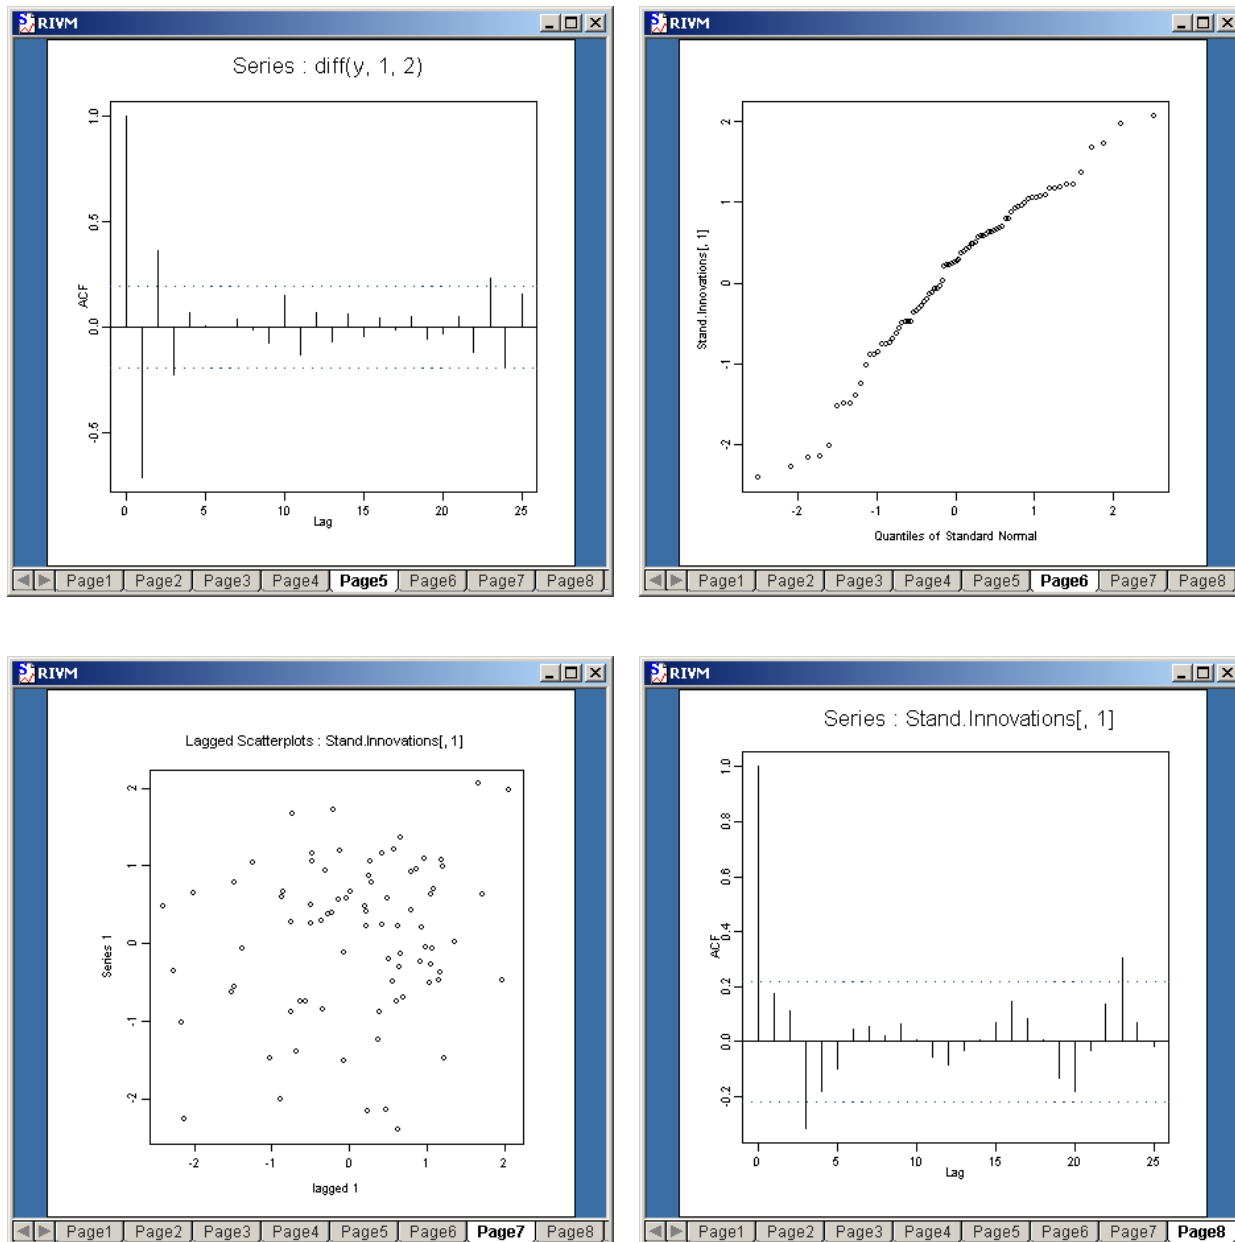 RIVM
Series : diff(y, 1, 2)
1.0
0.5
0.0
-0.5
ACF
0 5 10 15 20 25
Lag
Page1 Page2 Page3 Page4 Page5 Page6 Page7 Page8
RIVM
2
1
0
-1
-2
Stand.Innovations[, 1]
-2 -1 0 1 2
Quantiles of Standard Normal
Page1 Page2 Page3 Page4 Page5 Page6 Page7 Page8
RIVM
Lagged Scatterplots : Stand.Innovations[, 1]
2
1
0
-1
-2
Series 1
-2 -1 0 1 2
lagged 1
Page1 Page2 Page3 Page4 Page5 Page6 Page7 Page8
RIVM
Series : Stand.Innovations[, 1]
1.0
0.8
0.6
0.4
0.2
0.0
-0.2
ACF
0 5 10 15 20 25
Lag
Page1 Page2 Page3 Page4 Page5 Page6 Page7 Page8